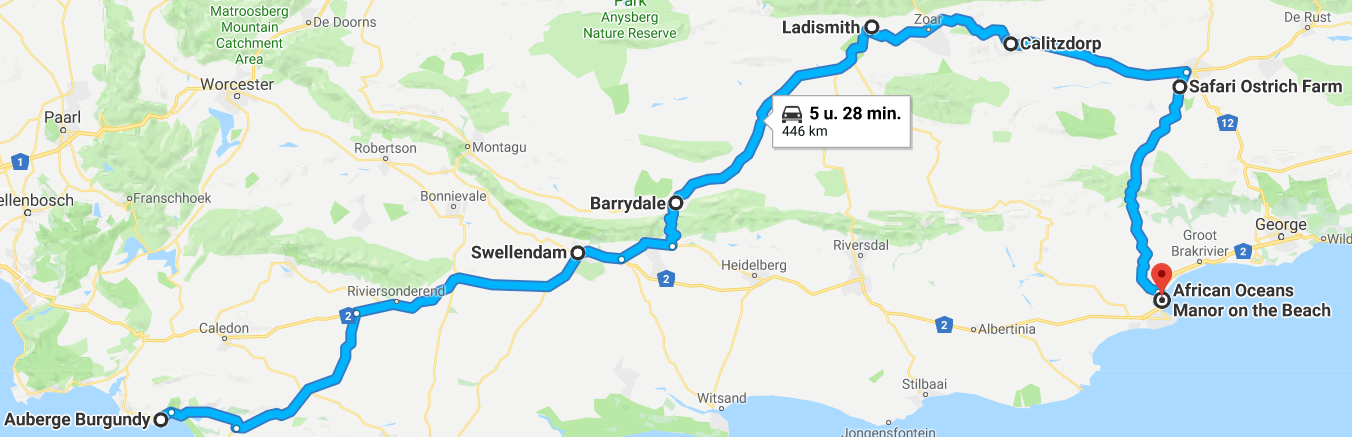 Park
Anysberg
Nature Reserve
Matroosberg
Mountain
Catchment
Area
De Doorns
Ladismith
Zoar
De Rust
Calitzdorp
Worcester
Safari Ostrich Farm
5 u. 28 min.
446 km
Paarl
12
1
Robertson
Montagu
Franschhoek
Bonnievale
ellenbosch
Barrydale
George
Groot
Brakrivier
2
Wild
Swellendam
Riversdal
Heidelberg
2
Riviersonderend
African Oceans
Manor on the Beach
2
Caledon
2
Albertinia
Stilbaai
Witsand
Auberge Burgundy
Jongensfontein